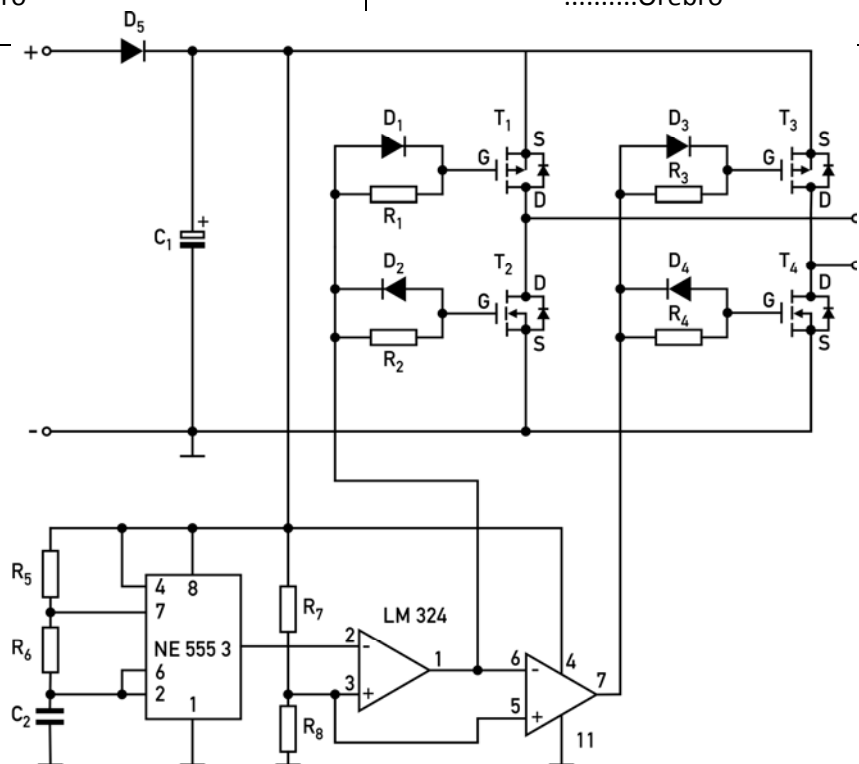 ..........Örebro
D5
+
D1
T1
D3
T3
S
S
G
G
R3
D
D
R1
+
C1
D2
T2
D4
T4
D
D
G
G
R4
S
S
R2
-
R5
4
8
7
R7
LM 324
R6
NE 555 3
2
-
1
6
-
4
7
6
2
3
+
5
+
C2
1
R8
11